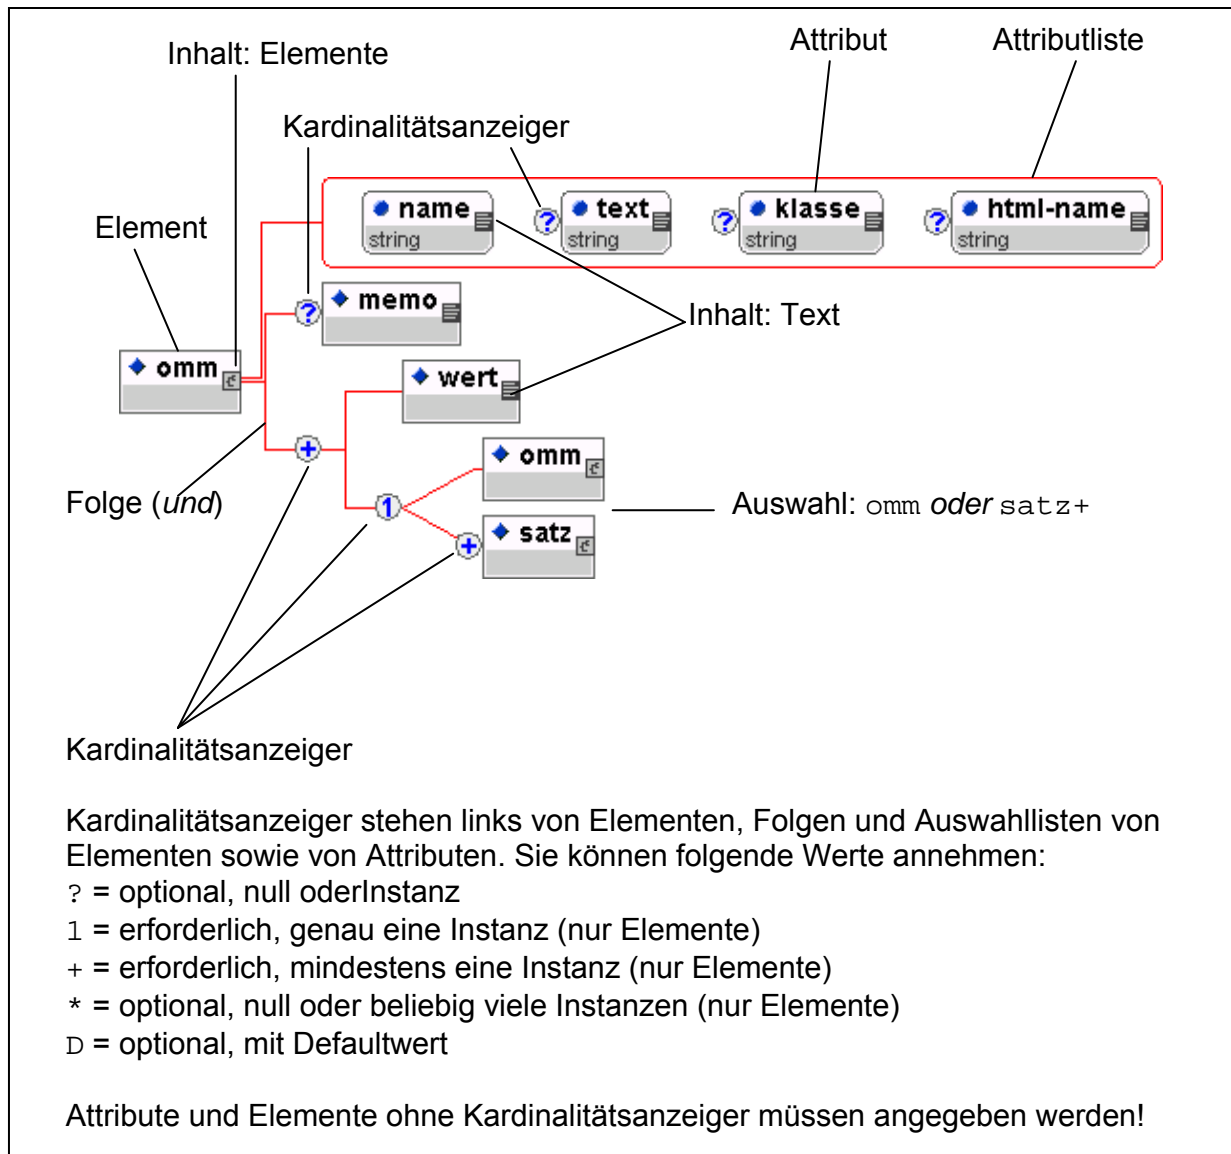 Inhalt: Elemente
Attribut
Attributliste
Kardinalitätsanzeiger
name
string
?
text
string
?
klasse
string
?
html-name
string
Element
?
memo
Inhalt: Text
omm
wert
+
omm
Folge (und)
1
Auswahl: omm oder satz+
+
satz
Kardinalitätsanzeiger
Kardinalitätsanzeiger stehen links von Elementen, Folgen und Auswahllisten von
Elementen sowie von Attributen. Sie können folgende Werte annehmen:
? = optional, null oderInstanz
1 = erforderlich, genau eine Instanz (nur Elemente)
+ = erforderlich, mindestens eine Instanz (nur Elemente)
* = optional, null oder beliebig viele Instanzen (nur Elemente)
D = optional, mit Defaultwert
Attribute und Elemente ohne Kardinalitätsanzeiger müssen angegeben werden!